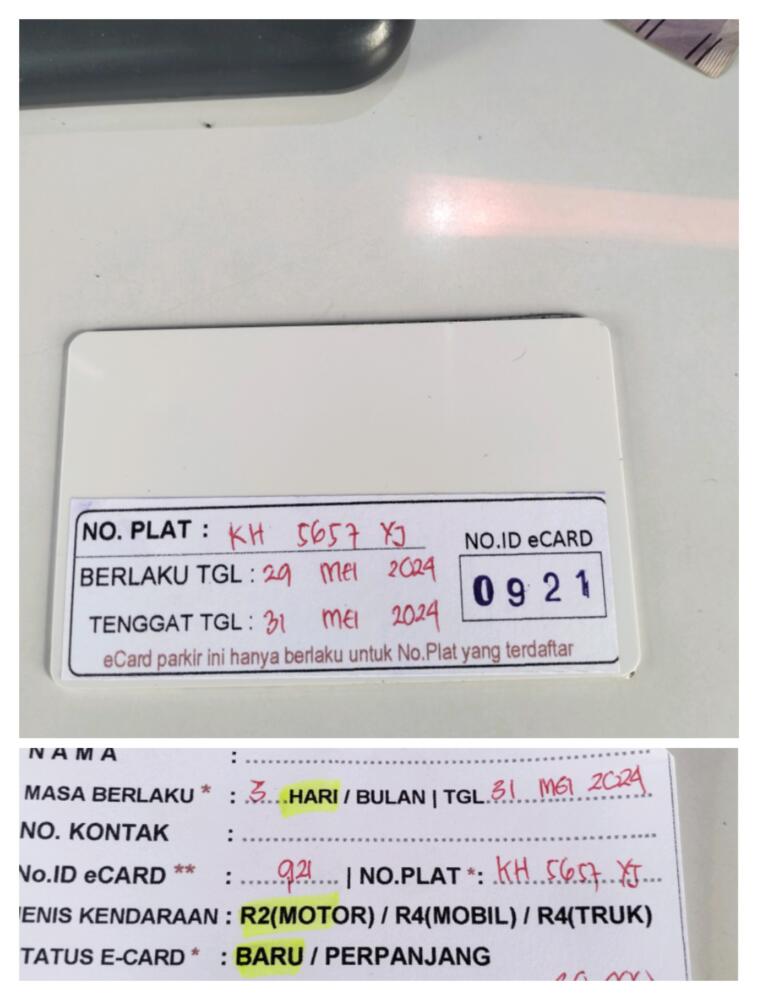 NO. PLAT : KH 5657 YJ
NO.ID eCARD
BERLAKU TGL : 29 MEI 2024
0921
TENGGAT TGL : 31 MEI 2024
eCard parkir ini hanya berlaku untuk No.Plat yang terdaftar
NAMA :
MASA BERLAKU * : 3 HARI / BULAN | TGL 31 MEI 2024
NO. KONTAK :
No.ID eCARD ** : 921 | NO.PLAT *: KH 5657 YJ
ENIS KENDARAAN : R2(MOTOR) / R4(MOBIL) / R4(TRUK)
TATUS E-CARD * : BARU / PERPANJANG